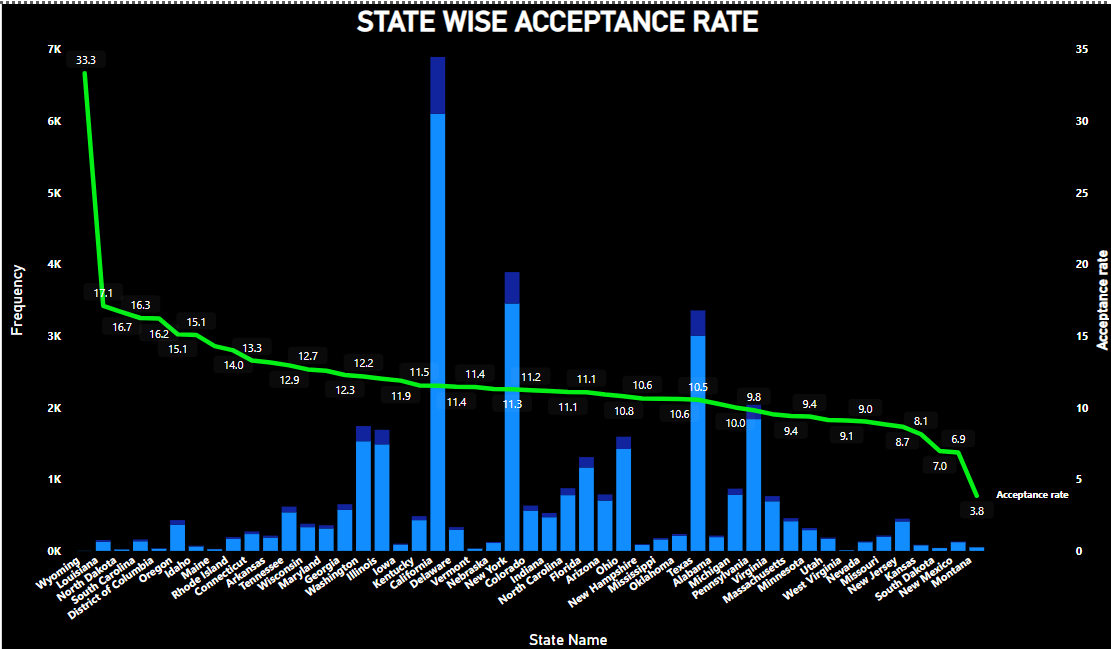 STATE WISE ACCEPTANCE RATE
7K
6K
5K
4K
3K
2K
1K
0K
Frequency
33.3
17.1
16.7
16.3
16.2
15.1
15.1
14.0
13.3
12.9
12.7
12.3
12.2
11.9
11.5
11.4
11.4
11.3
11.2
11.1
11.1
10.8
10.6
10.6
10.5
10.0
9.8
9.4
9.4
9.1
9.0
8.7
8.1
7.0
6.9
3.8
Acceptance rate
35
30
25
20
15
10
5
0
Acceptance rate
Wyoming
Louisiana
North Dakota
South Carolina
District of Columbia
Oregon
Idaho
Maine
Rhode Island
Connecticut
Arkansas
Tennessee
Wisconsin
Maryland
Georgia
Washington
Illinois
Iowa
Kentucky
California
Delaware
Vermont
Nebraska
New York
Colorado
Indiana
North Carolina
Florida
Arizona
Ohio
New Hampshire
Mississippi
Oklahoma
Texas
Alabama
Michigan
Pennsylvania
Virginia
Massachusetts
Minnesota
Utah
West Virginia
Nevada
Missouri
New Jersey
Kansas
South Dakota
New Mexico
Montana
State Name